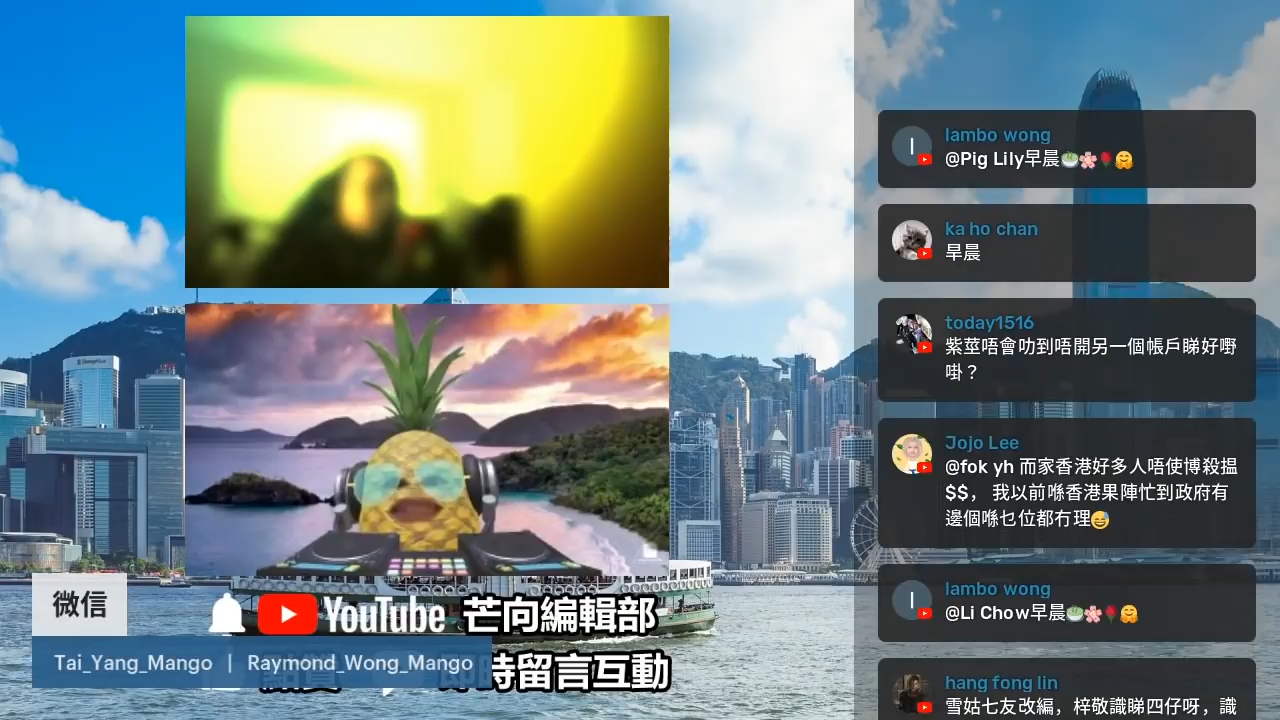 lambo wong
@Pig Lily早晨🍵🌸🌹🤗
ka ho chan
早晨
today1516
紫莖唔會叻到唔開另一個帳戶睇好嘢
啩？
Jojo Lee
@fok yh 而家香港好多人唔使博殺揾
$$， 我以前喺香港果陣忙到政府有
邊個喺乜位都冇理😅
lambo wong
@Li Chow早晨🍵🌸🌹🤗
hang fong lin
雪姑七友改編，梓敬識睇四仔呀，識
微信
Tai_Yang_Mango | Raymond_Wong_Mango
YouTube 芒向編輯部
即時留言互動